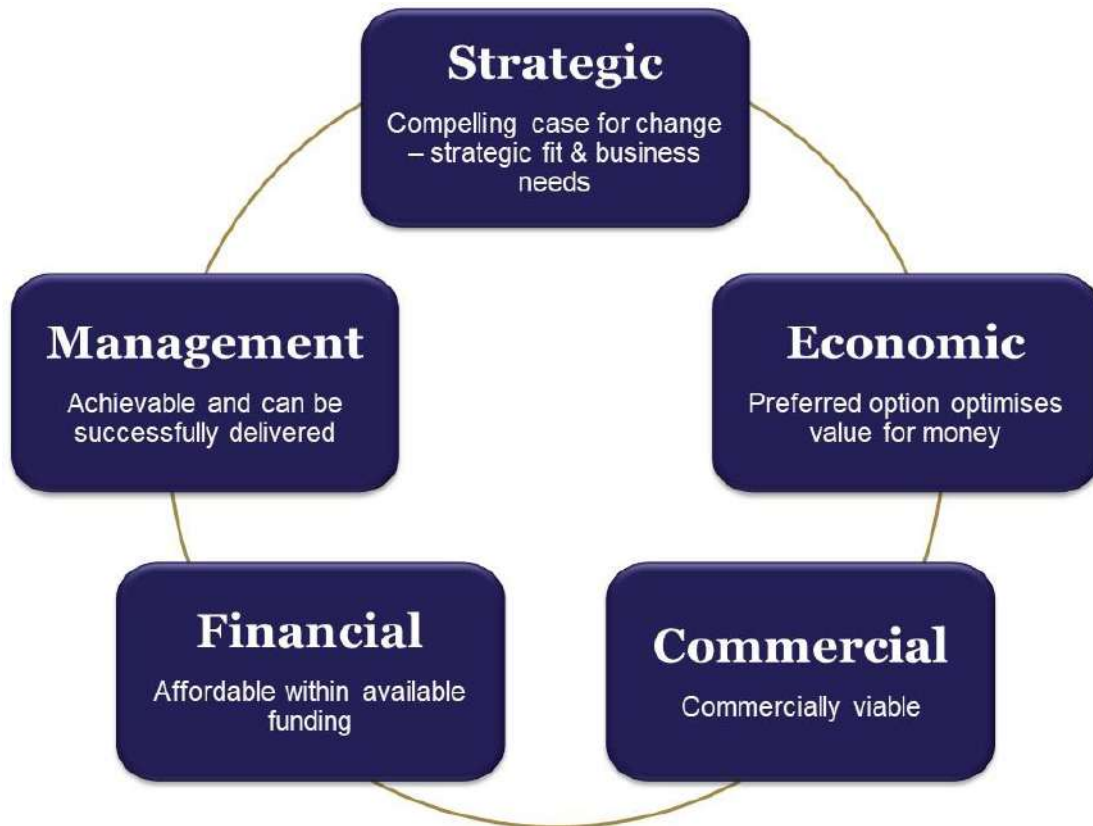 Strategic
Compelling case for change
– strategic fit & business
needs
Management
Achievable and can be
successfully delivered
Economic
Preferred option optimises
value for money
Financial
Affordable within available
funding
Commercial
Commercially viable